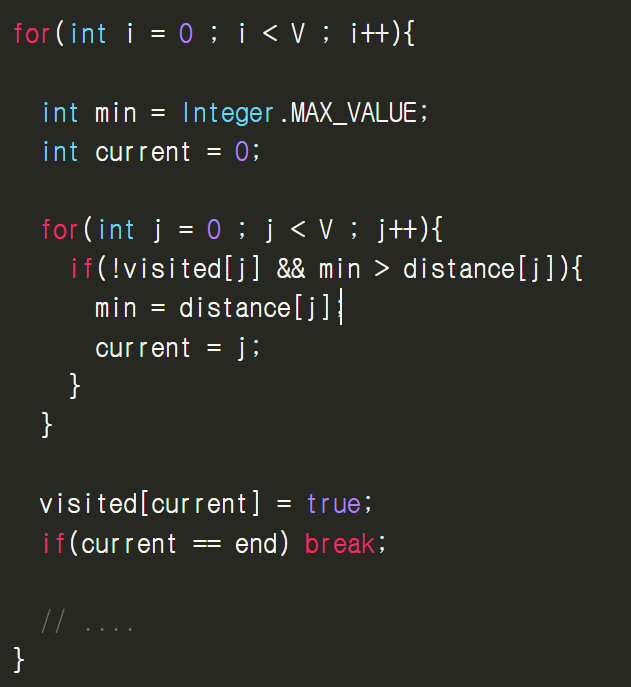 for(int i = 0 ; i < V ; i++){
int min = Integer.MAX_VALUE;
int current = 0;
for(int j = 0 ; j < V ; j++){
if(!visited[j] && min > distance[j]){
min = distance[j];
current = j;
}
}
visited[current] = true;
if(current == end) break;
// ....
}